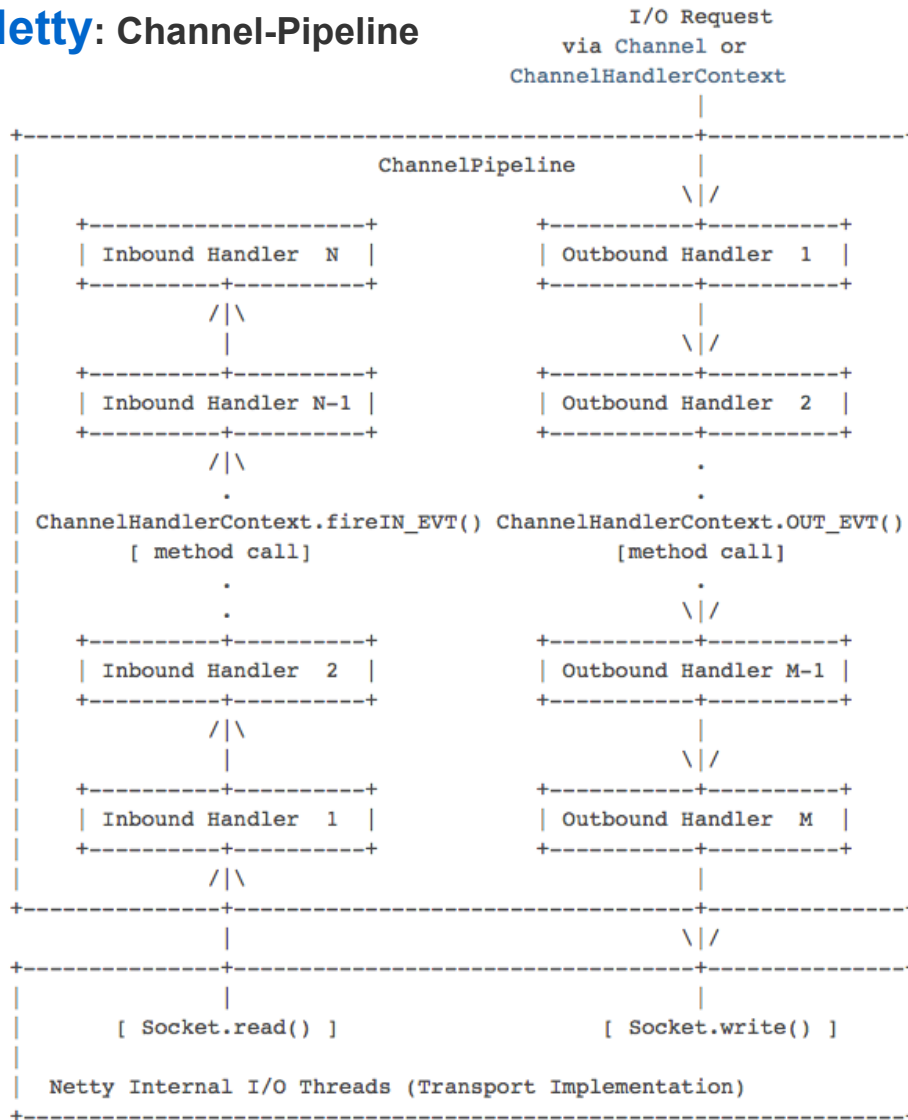 Netty: Channel-Pipeline
I/O Request
via Channel or
ChannelHandlerContext
ChannelPipeline
Inbound Handler N
Outbound Handler 1
Inbound Handler N-1
Outbound Handler 2
ChannelHandlerContext.fireIN_EVT() ChannelHandlerContext.OUT_EVT()
[ method call] [method call]
Inbound Handler 2
Outbound Handler M-1
Inbound Handler 1
Outbound Handler M
[ Socket.read() ] [ Socket.write() ]
Netty Internal I/O Threads (Transport Implementation)